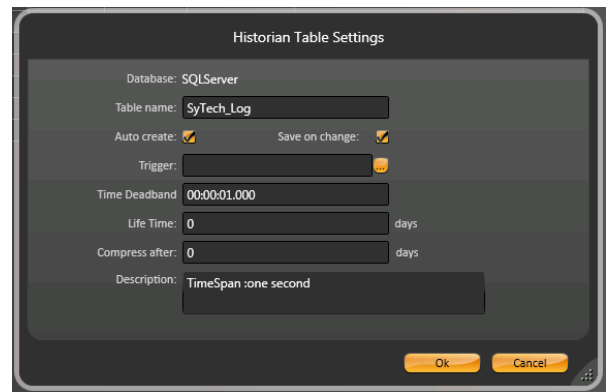 Historian Table Settings
Database: SQLServer
Table name: SyTech_Log
Auto create: Save on change:
Trigger: ...
Time Deadband 00:00:01.000
Life Time: 0 days
Compress after: 0 days
Description: TimeSpan :one second
Ok Cancel